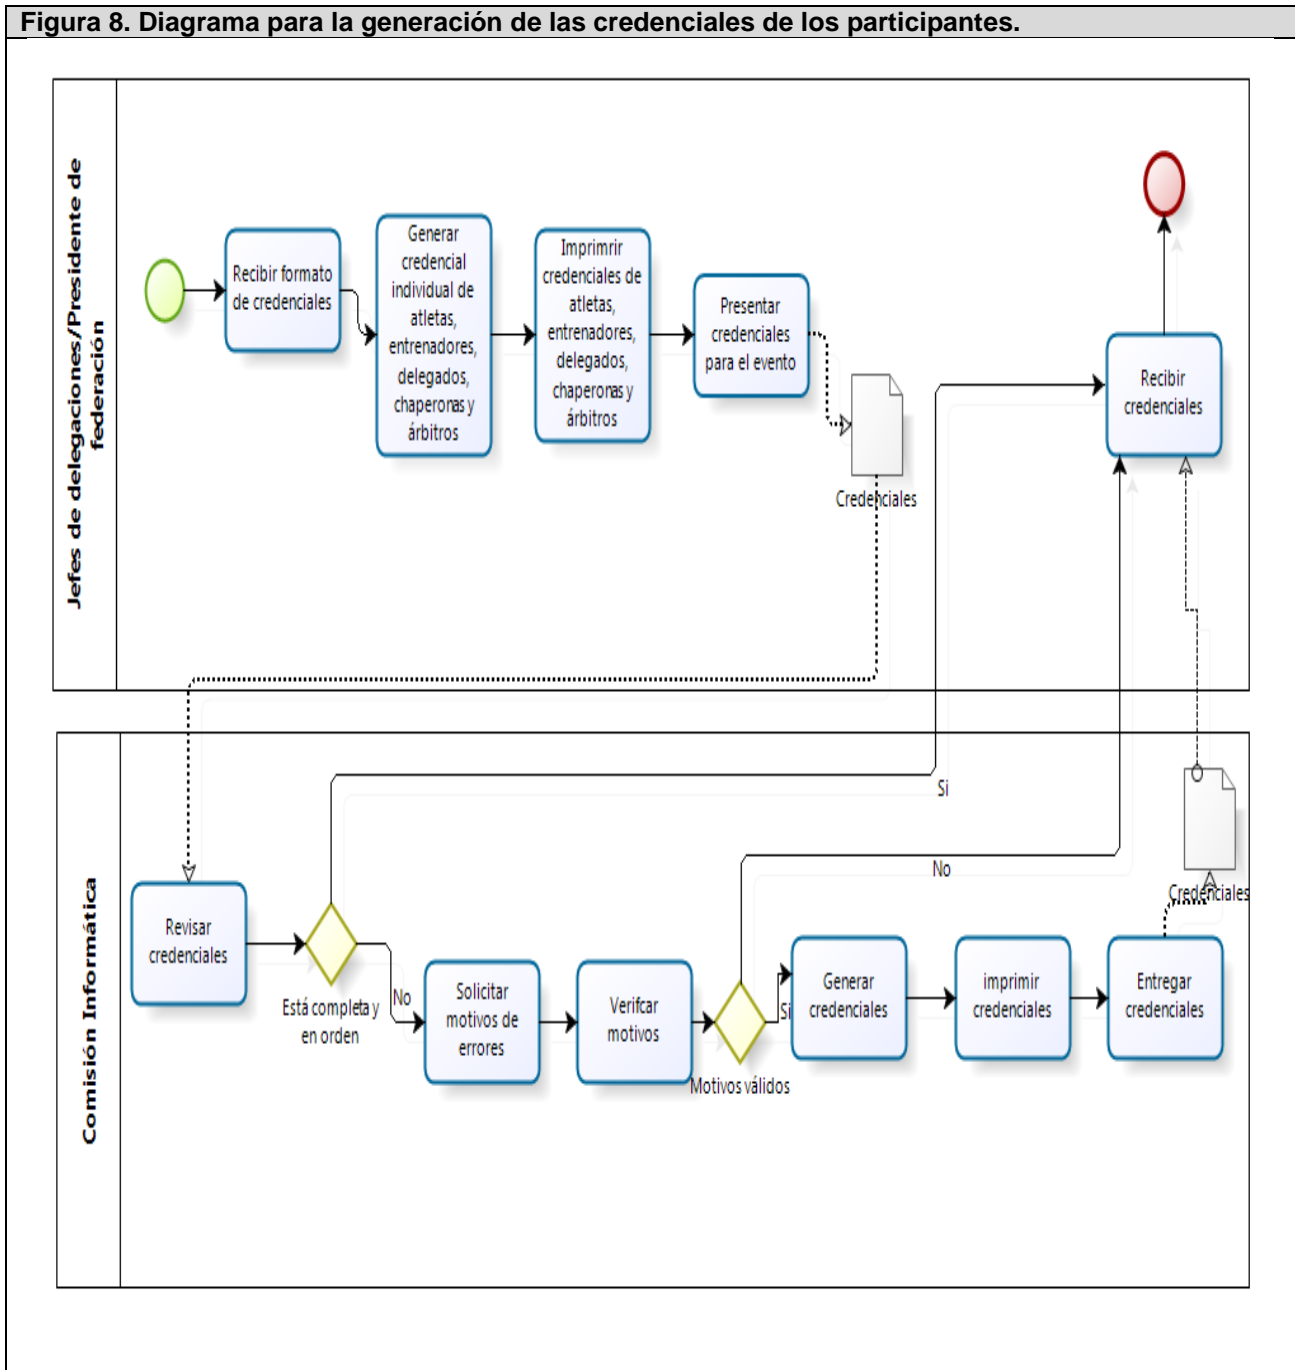 Figura 8. Diagrama para la generación de las credenciales de los participantes.
Jefes de delegaciones/Presidente de
federación
Recibir formato
de credenciales
Generar
credencial
individual de
atletas,
entrenadores,
delegados,
chaperonas y
árbitros
Imprimrir
credenciales de
atletas,
entrenadores,
delegados,
chaperonas y
árbitros
Presentar
credenciales
para el evento
Credenciales
Recibir
credenciales
Comisión Informática
Revisar
credenciales
Está completa y
en orden
Si
No
Solicitar
motivos de
errores
Verifcar
motivos
Motivos válidos
No
Si
Generar
credenciales
imprimir
credenciales
Entregar
credenciales
Credenciales